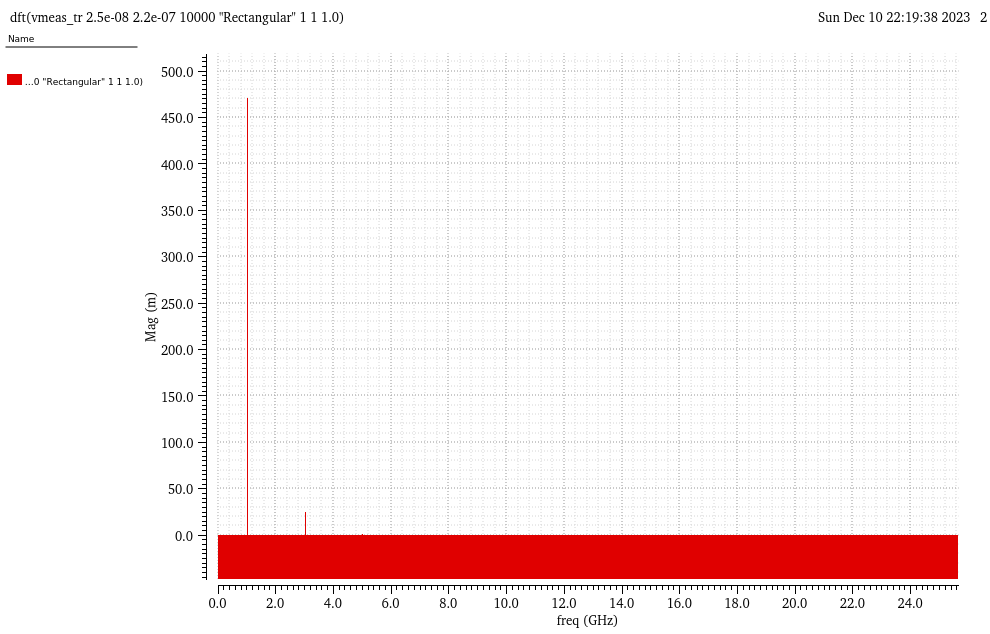 dft(vmeas_tr 2.5e-08 2.2e-07 10000 "Rectangular" 1 1 1.0)
Sun Dec 10 22:19:38 2023 2
Name
...0 "Rectangular" 1 1 1.0)
500.0
450.0
400.0
350.0
300.0
250.0
200.0
150.0
100.0
50.0
0.0
Mag (m)
0.0 2.0 4.0 6.0 8.0 10.0 12.0 14.0 16.0 18.0 20.0 22.0 24.0
freq (GHz)